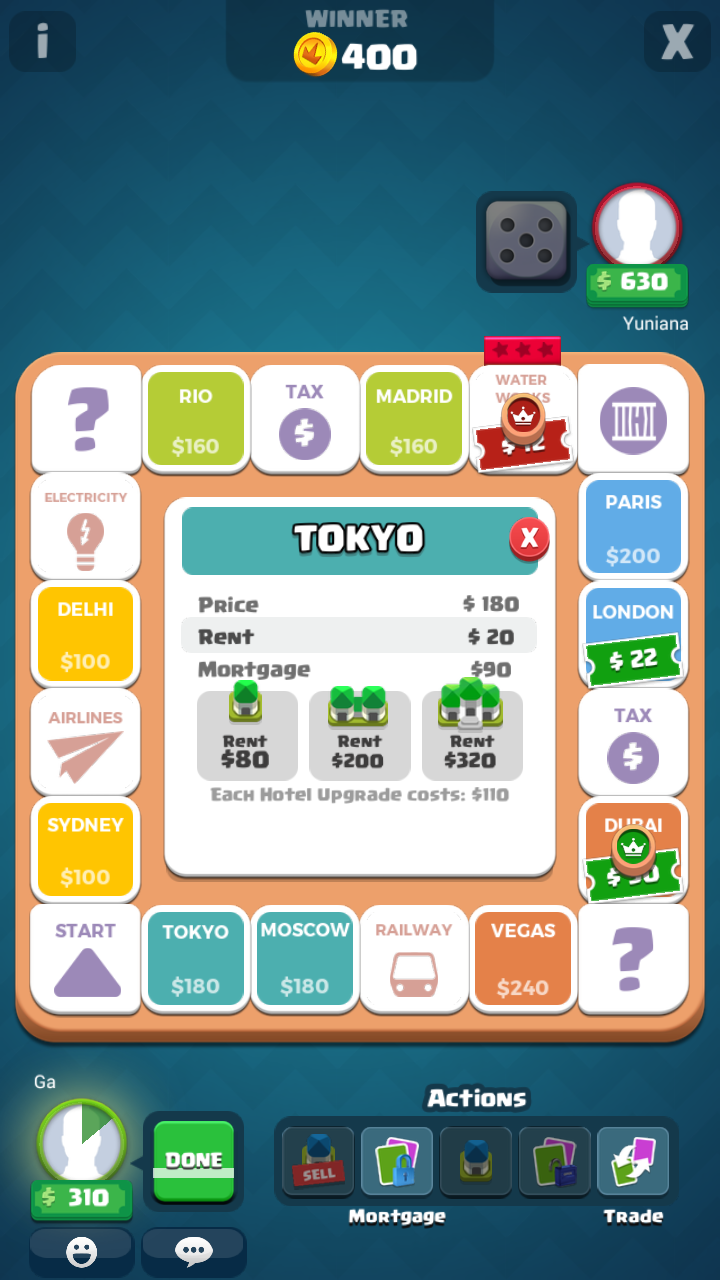 i
WINNER
400
X
$ 630
Yuniana
?
RIO
$160
TAX
$
MADRID
$160
WATER
ELECTRICITY
PARIS
$200
TOKYO
X
Price $ 180
Rent $ 20
Mortgage $90
Rent
$80
Rent
$200
Rent
$320
Each Hotel Upgrade costs: $110
DELHI
$100
LONDON
$ 22
AIRLINES
TAX
$
SYDNEY
$100
DUBAI
START
TOKYO
$180
MOSCOW
$180
RAILWAY
VEGAS
$240
?
Ga
$ 310
DONE
Actions
SELL
Mortgage
Trade